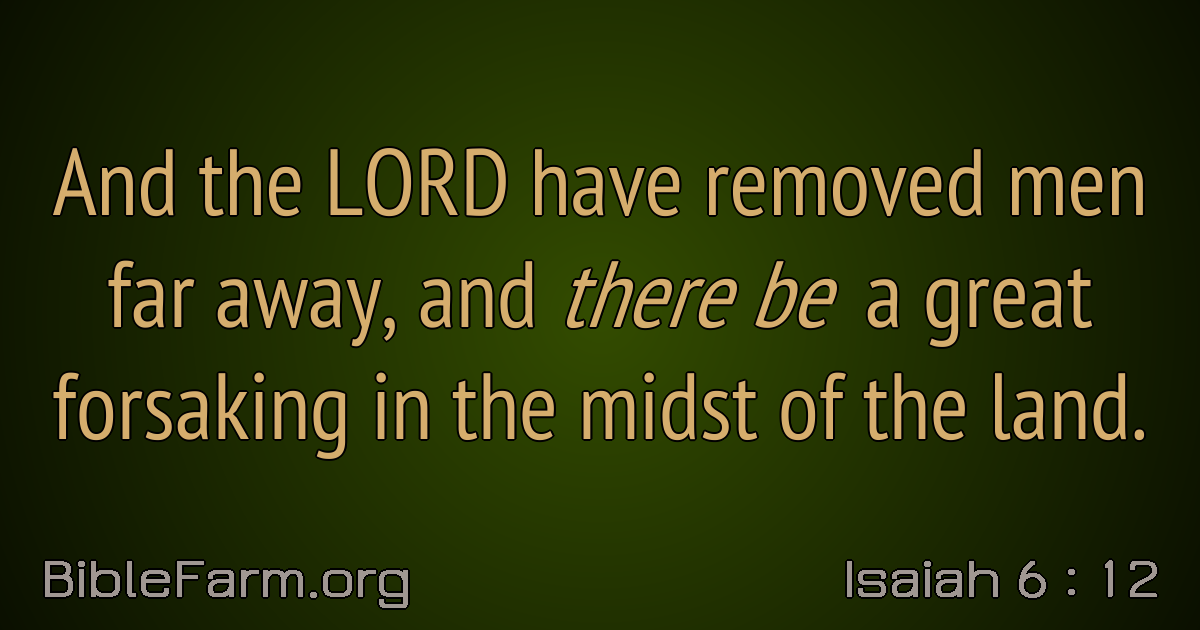 And the LORD have removed men
far away, and there be a great
forsaking in the midst of the land.
BibleFarm.org
Isaiah 6 : 12